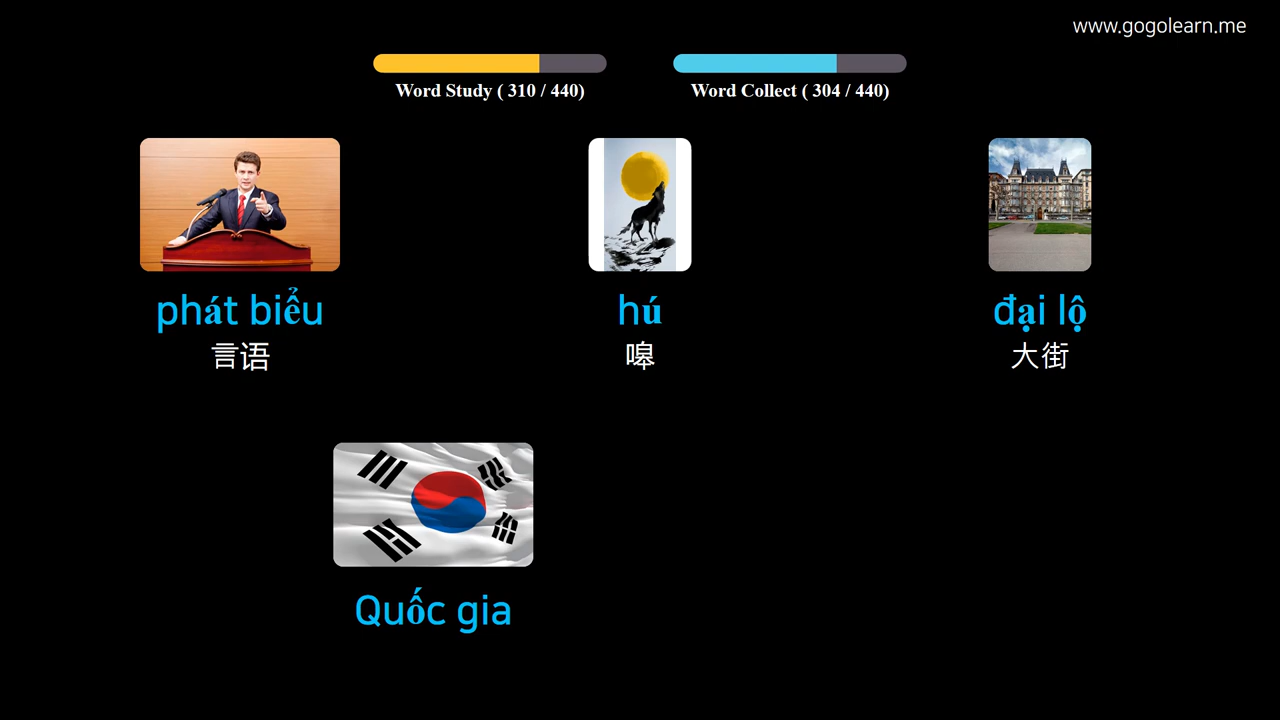 www.gogolearn.me
Word Study ( 310 / 440)
Word Collect ( 304 / 440)
phát biểu
言语
hú
嗥
đại lộ
大街
Quốc gia